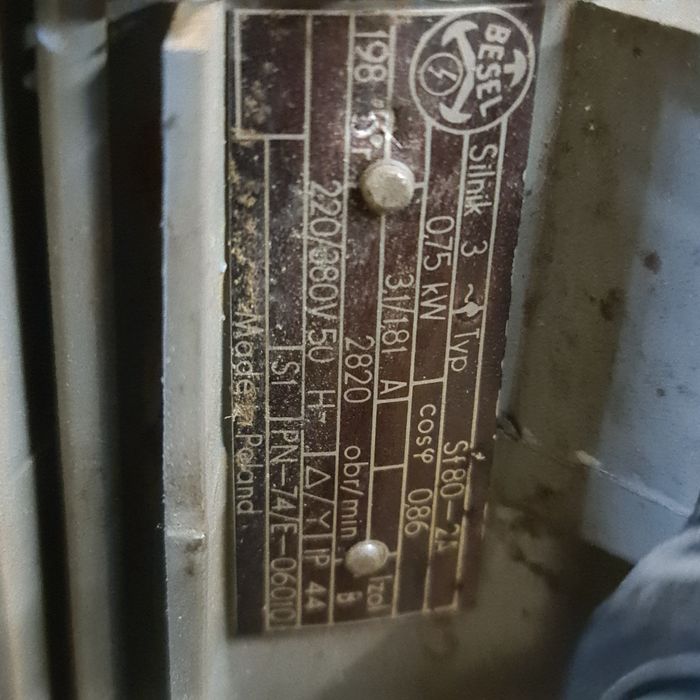 BESEL
Silnik 3 ~ Typ Sf80-2A
0,75 kW cosφ 0,86
3,1/1,81 A
198 r 2820 obr/min Izol B
220/380V 50 Hz △/Y IP 44
S1 PN-74/E-06010
Made in Poland